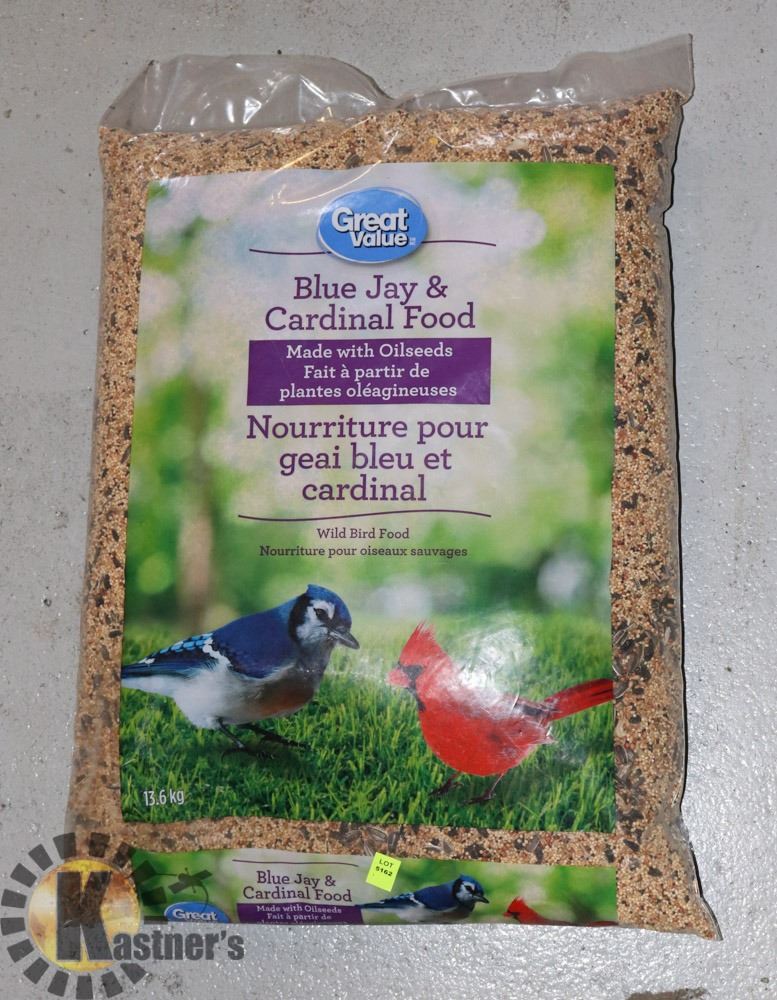 Great
Value
Blue Jay &
Cardinal Food
Made with Oilseeds
Fait à partir de
plantes oléagineuses
Nourriture pour
geai bleu et
cardinal
Wild Bird Food
Nourriture pour oiseaux sauvages
13.6 kg
LOT
5162
Blue Jay &
Cardinal Food
Made with Oilseeds
Fait à partir de
Great
Kastner's